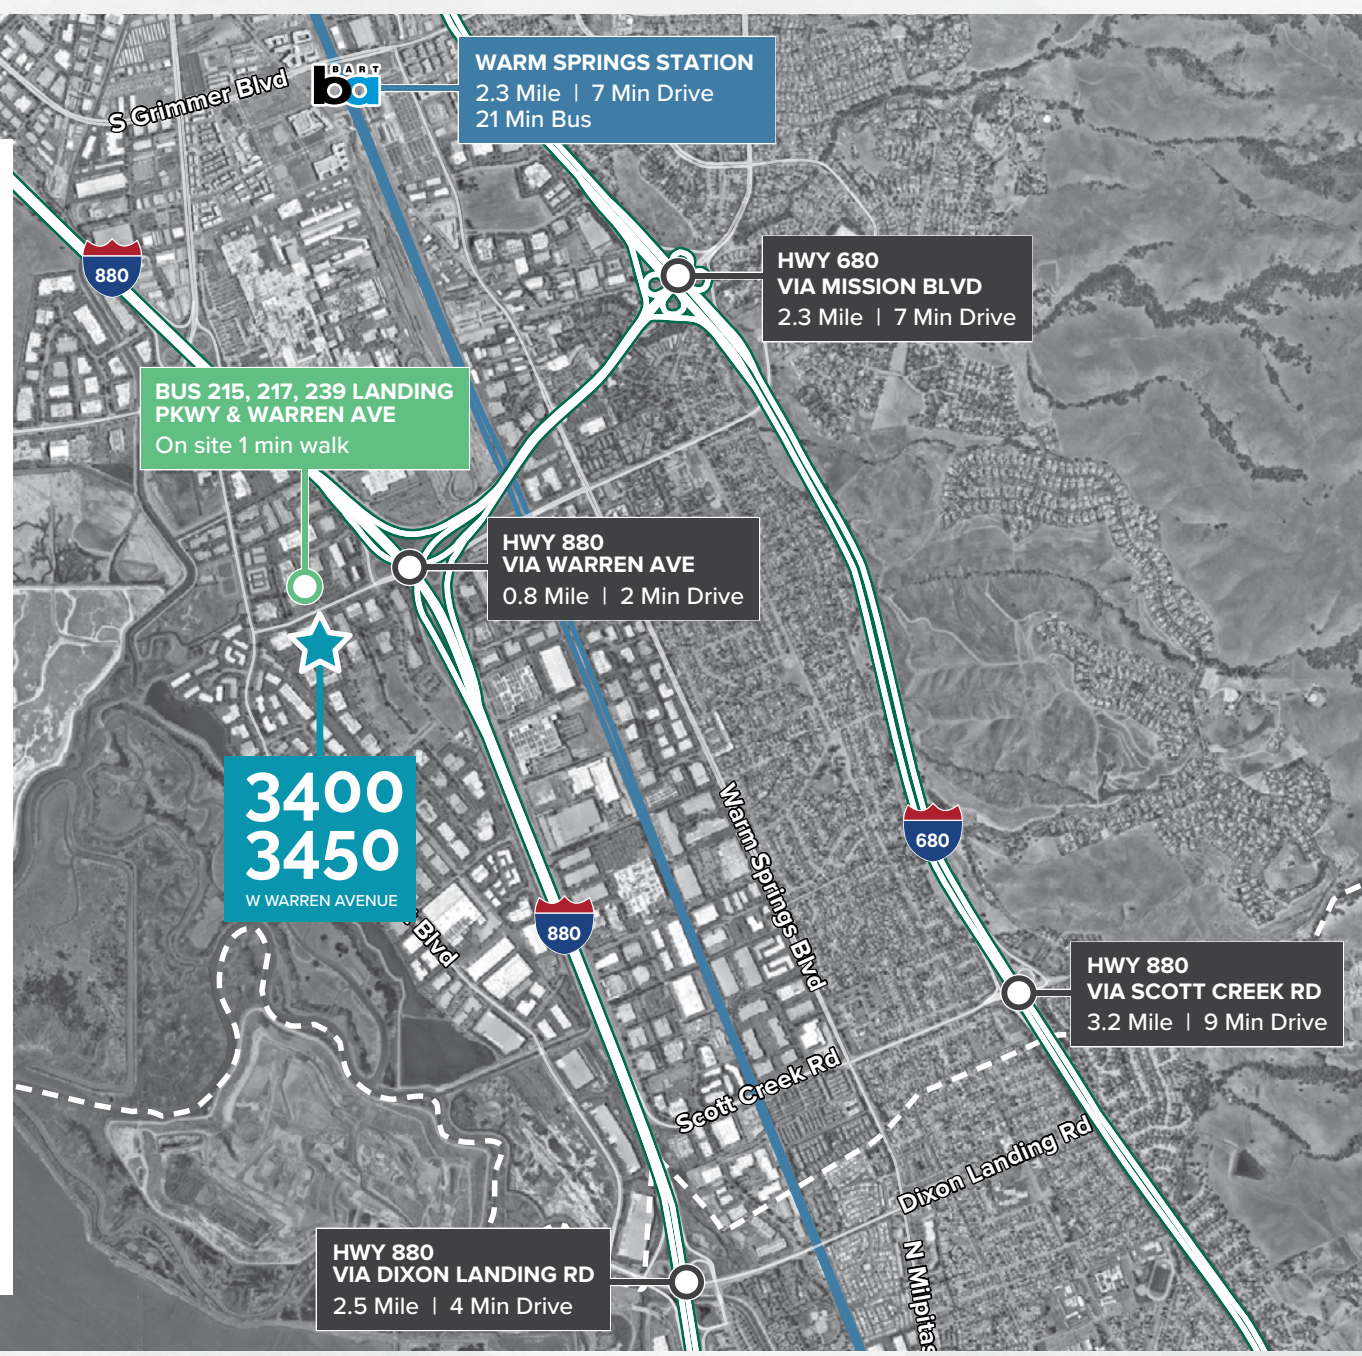 BART
ba
S Grimmer Blvd
WARM SPRINGS STATION
2.3 Mile | 7 Min Drive
21 Min Bus
880
HWY 680
VIA MISSION BLVD
2.3 Mile | 7 Min Drive
BUS 215, 217, 239 LANDING
PKWY & WARREN AVE
On site 1 min walk
HWY 880
VIA WARREN AVE
0.8 Mile | 2 Min Drive
3400
3450
W WARREN AVENUE
Blvd
880
Warm Springs Blvd
680
HWY 880
VIA SCOTT CREEK RD
3.2 Mile | 9 Min Drive
Scott Creek Rd
Dixon Landing Rd
HWY 880
VIA DIXON LANDING RD
2.5 Mile | 4 Min Drive
N Milpitas